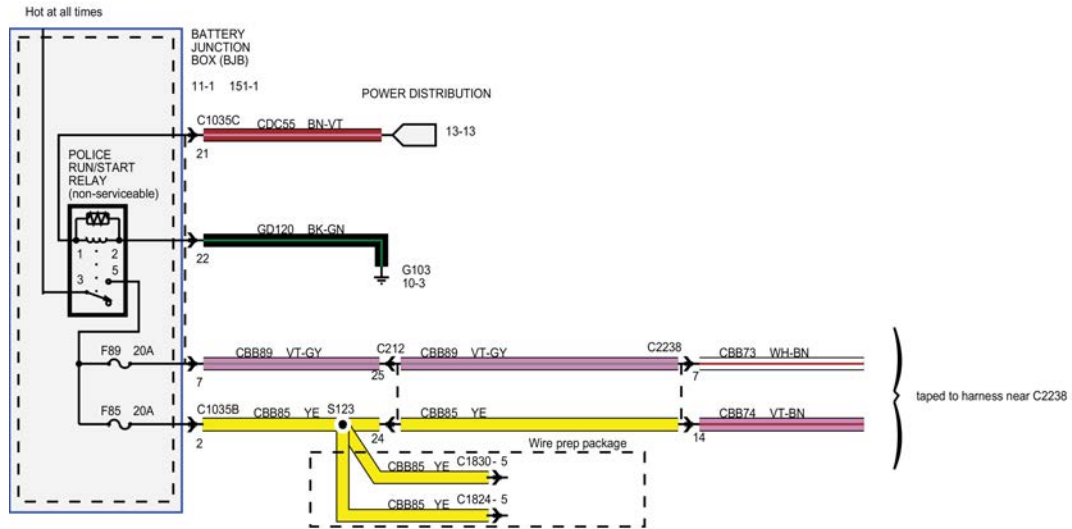 Hot at all times
BATTERY
JUNCTION
BOX (BJB)
11-1 151-1
POWER DISTRIBUTION
C1035C CDC55 BN-VT
13-13
21
POLICE
RUN/START
RELAY
(non-serviceable)
GD120 BK-GN
1 2
22
5
3
G103
10-3
F89 20A
CBB89 VT-GY C212 CBB89 VT-GY C2238 CBB73 WH-BN
7 25 7
taped to harness near C2238
F85 20A C1035B CBB85 YE S123 CBB85 YE CBB74 VT-BN
2 24 14
Wire prep package
CBB85 YE C1830- 5
CBB85 YE C1824- 5